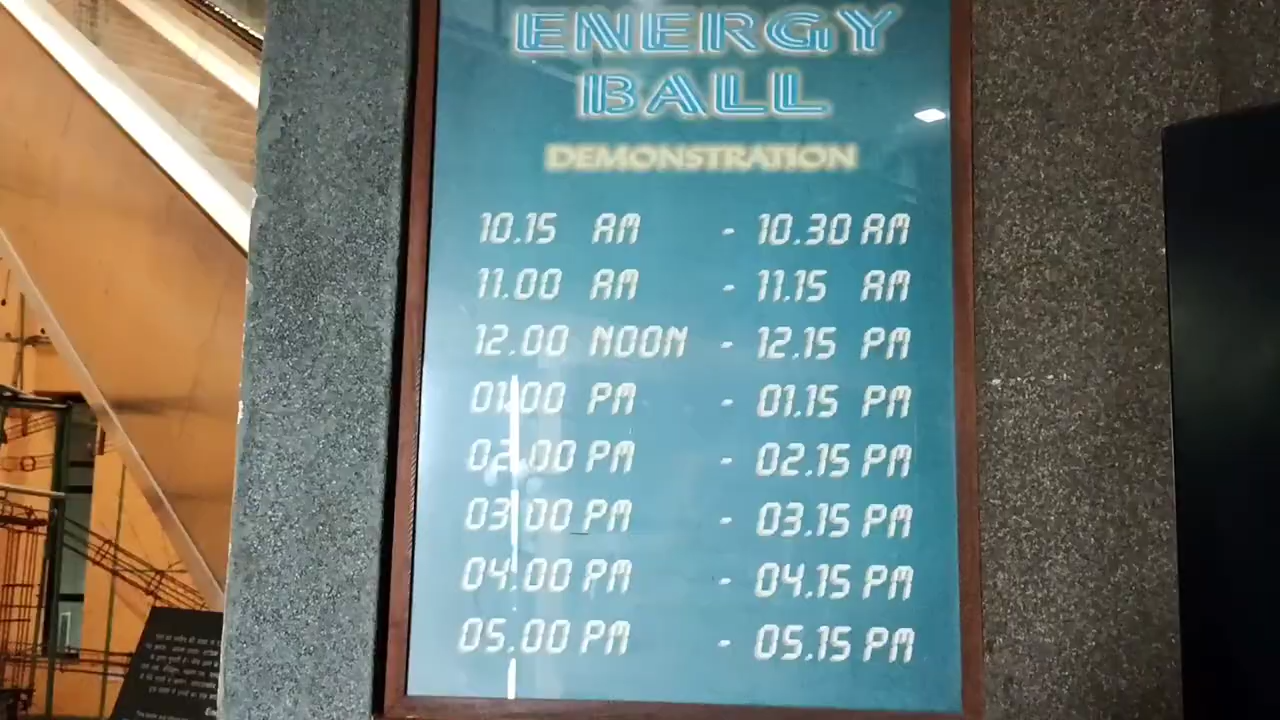 ENERGY
BALL
DEMONSTRATION
10.15 AM - 10.30 AM
11.00 AM - 11.15 AM
12.00 NOON - 12.15 PM
01.00 PM - 01.15 PM
02.00 PM - 02.15 PM
03.00 PM - 03.15 PM
04.00 PM - 04.15 PM
05.00 PM - 05.15 PM